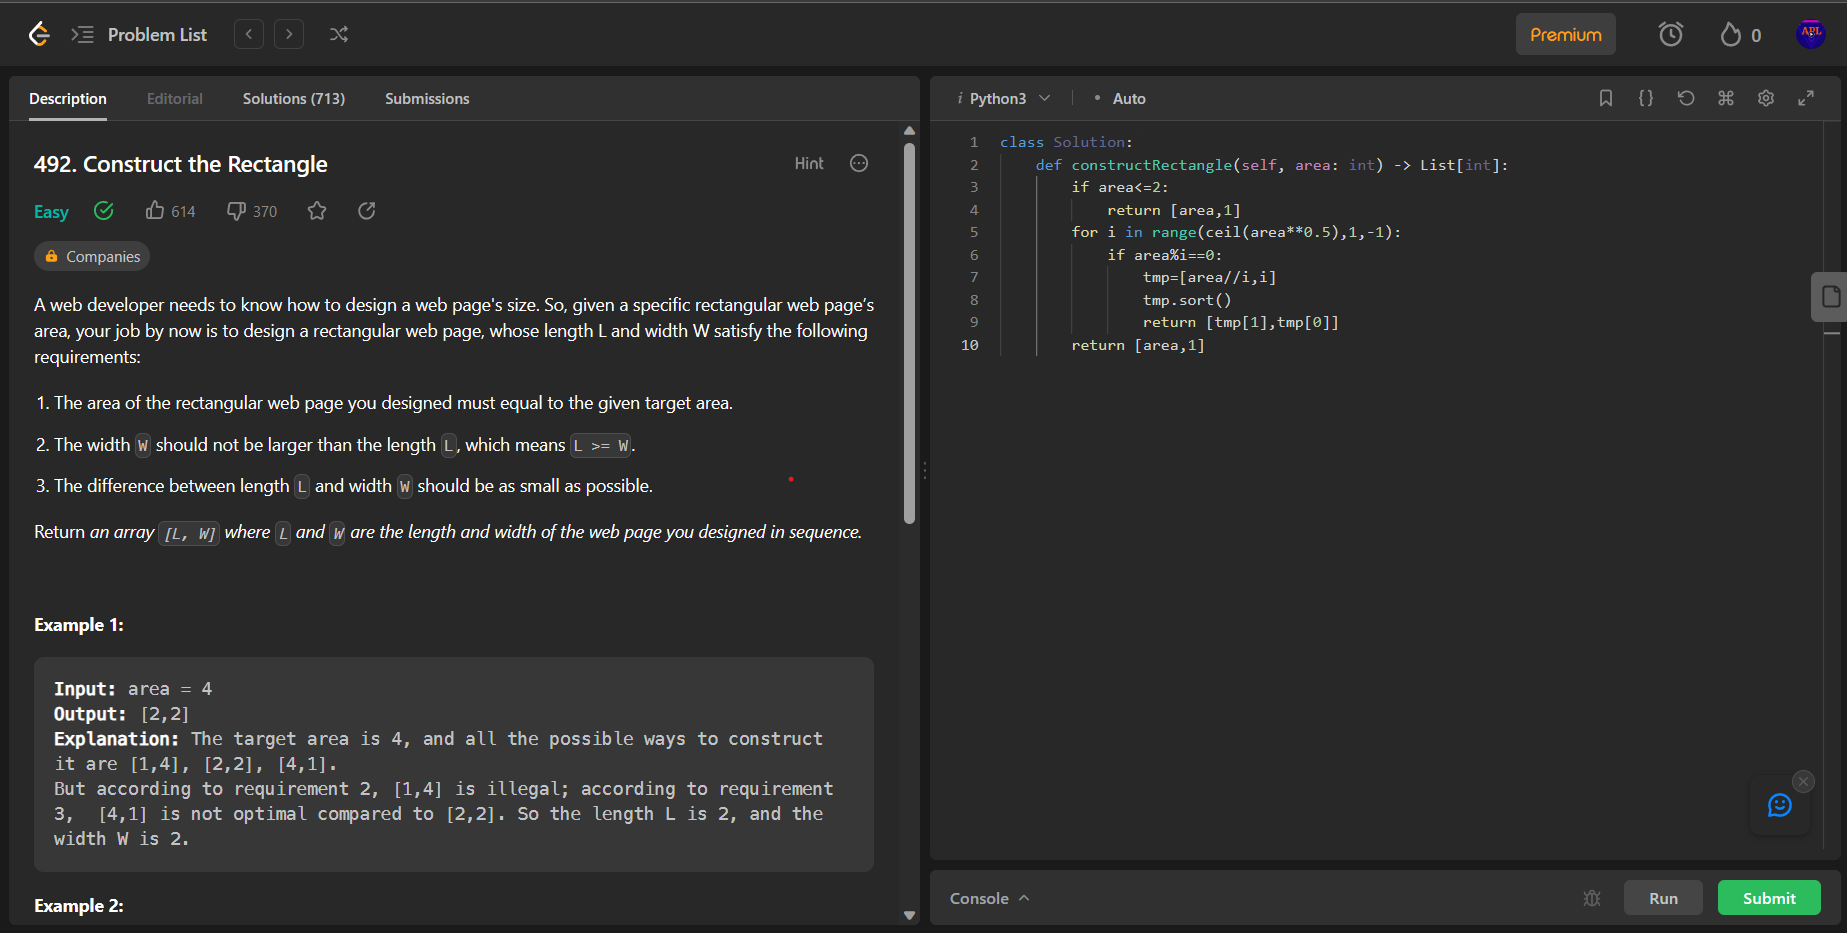 Problem List
Premium
0
APL
Description Editorial Solutions (713) Submissions
492. Construct the Rectangle
Hint
Easy 614 370
Companies
A web developer needs to know how to design a web page's size. So, given a specific rectangular web page’s
area, your job by now is to design a rectangular web page, whose length L and width W satisfy the following
requirements:
1. The area of the rectangular web page you designed must equal to the given target area.
2. The width W should not be larger than the length L, which means L >= W.
3. The difference between length L and width W should be as small as possible.
Return an array [L, W] where L and W are the length and width of the web page you designed in sequence.
Example 1:
Input: area = 4
Output: [2,2]
Explanation: The target area is 4, and all the possible ways to construct
it are [1,4], [2,2], [4,1].
But according to requirement 2, [1,4] is illegal; according to requirement
3,  [4,1] is not optimal compared to [2,2]. So the length L is 2, and the
width W is 2.
Example 2:
i Python3 • Auto
1 class Solution:
2     def constructRectangle(self, area: int) -> List[int]:
3         if area<=2:
4             return [area,1]
5         for i in range(ceil(area**0.5),1,-1):
6             if area%i==0:
7                 tmp=[area//i,i]
8                 tmp.sort()
9                 return [tmp[1],tmp[0]]
10         return [area,1]
Console
Run
Submit